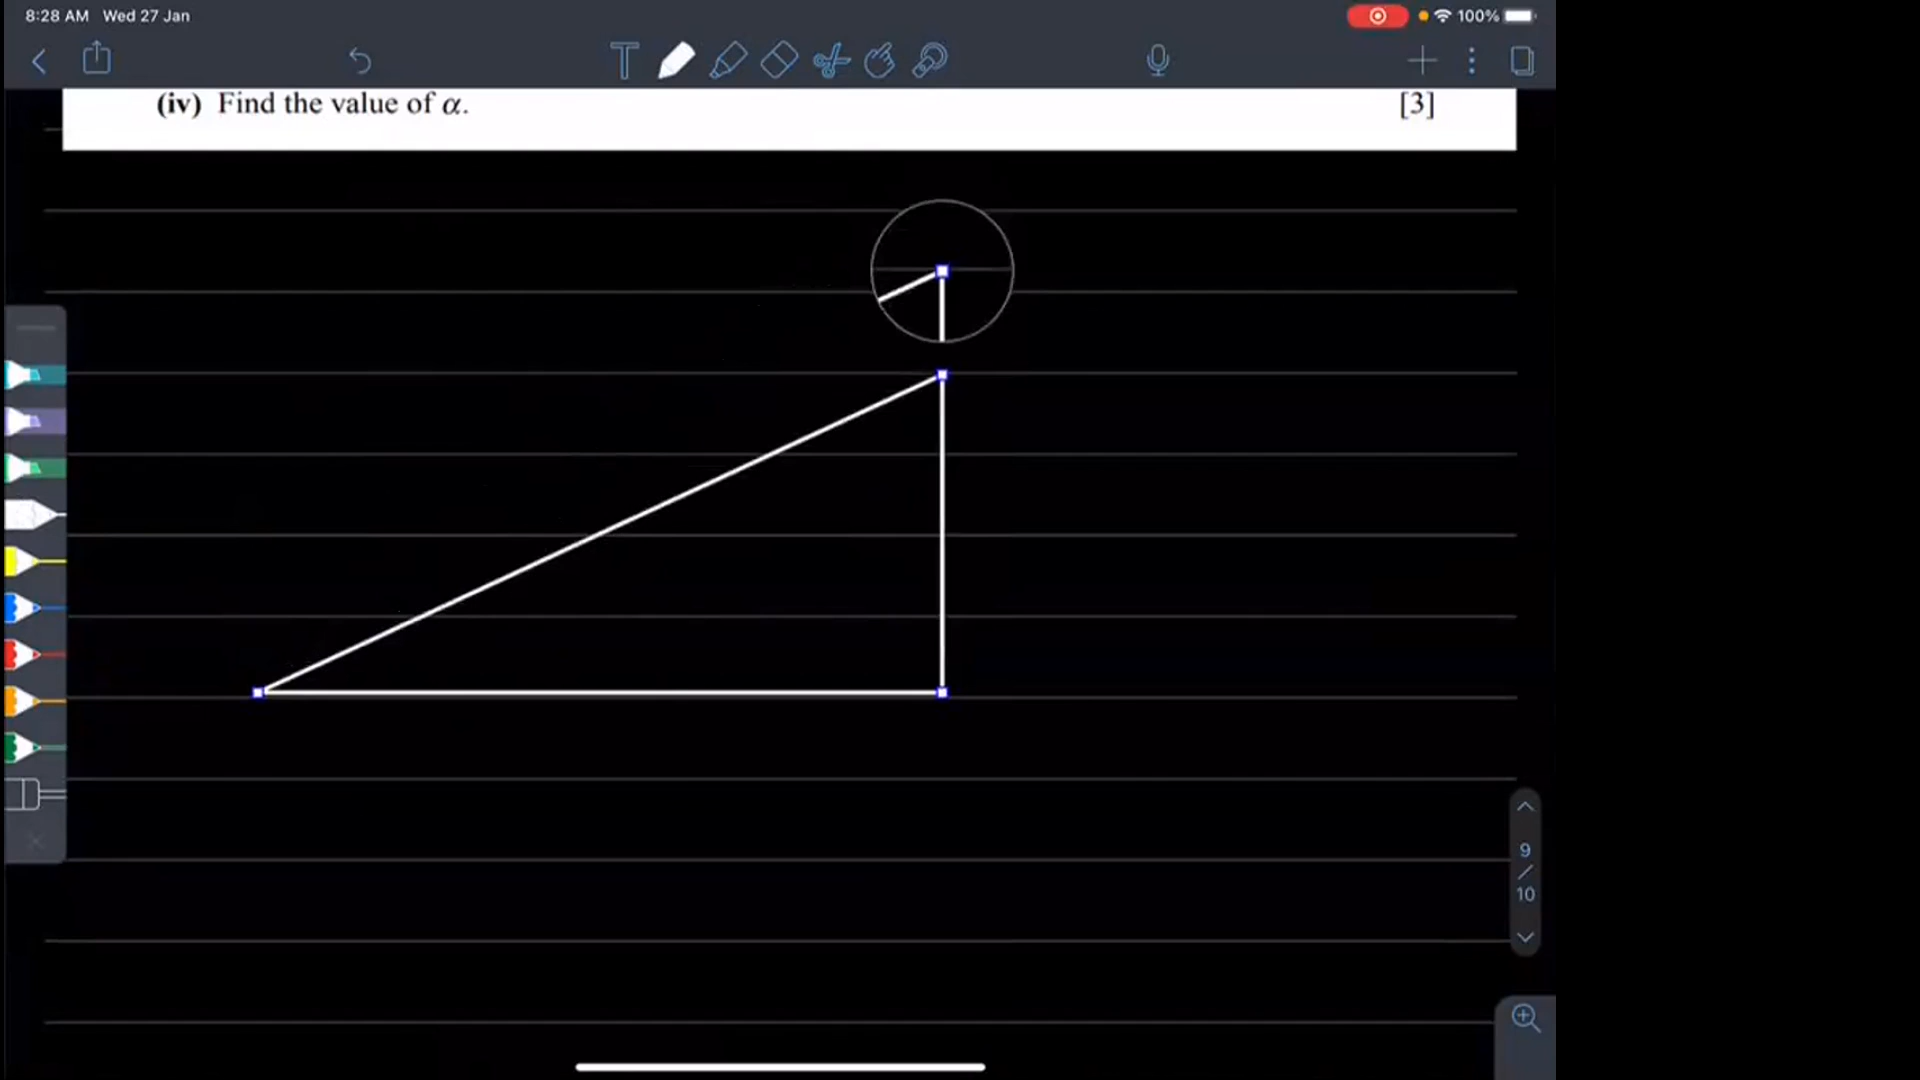 8:28 AM Wed 27 Jan 100%
T
(iv) Find the value of α. [3]
9
/
10